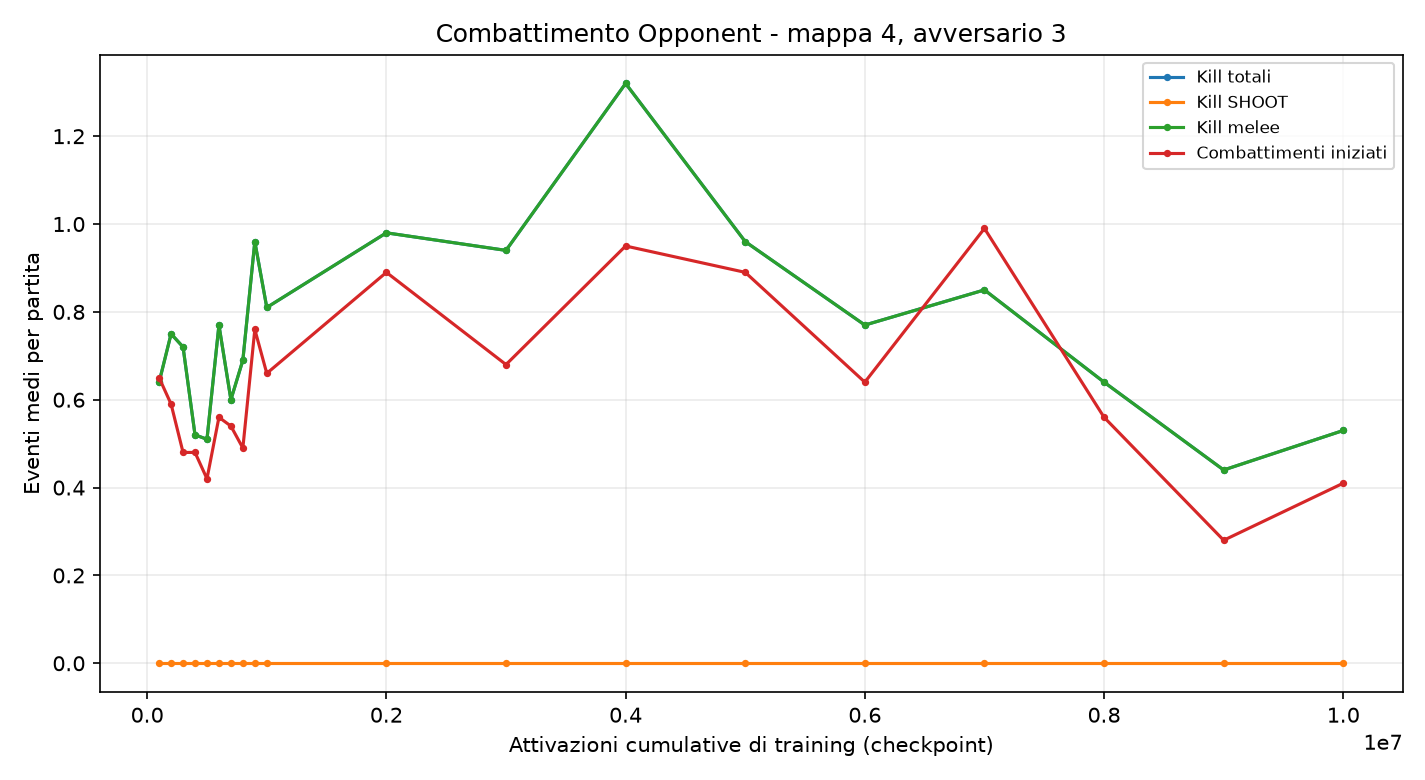 Combattimento Opponent - mappa 4, avversario 3
Kill totali
Kill SHOOT
Kill melee
Combattimenti iniziati
Eventi medi per partita
1.2
1.0
0.8
0.6
0.4
0.2
0.0
0.0 0.2 0.4 0.6 0.8 1.0
1e7
Attivazioni cumulative di training (checkpoint)